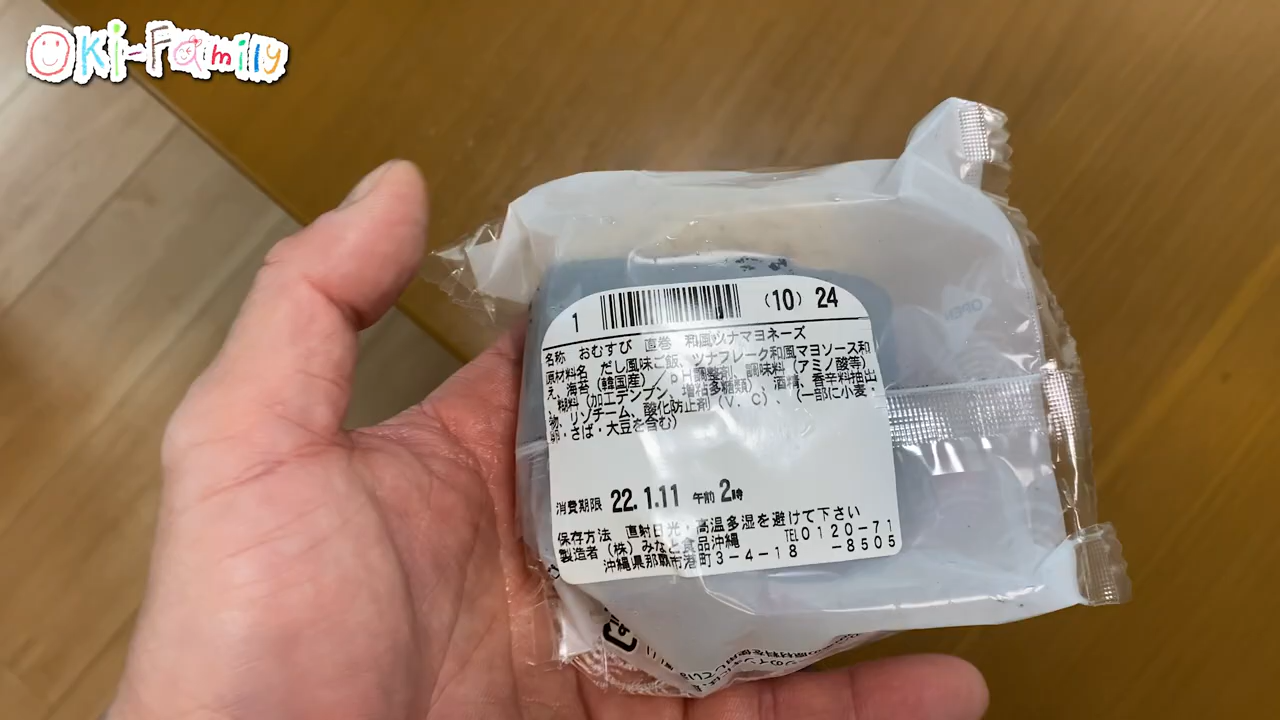 Oki-Family
OPEN
1 (10) 24
名称 おむすび 直巻 和風ツナマヨネーズ
原材料名 だし風味ご飯、ツナフレーク和風マヨソース和
え、海苔(韓国産)/pH調整剤、調味料(アミノ酸等)
、糊料(加工デンプン、増粘多糖類)、酒精、香辛料抽出
物、リゾチーム、酸化防止剤(V.C)、(一部に小麦・
卵・さば・大豆を含む)
消費期限 22.1.11 午前2時
保存方法 直射日光・高温多湿を避けて下さい
製造者 (株)みなと食品沖縄 TEL0120-71
沖縄県那覇市港町3-4-18 -8505